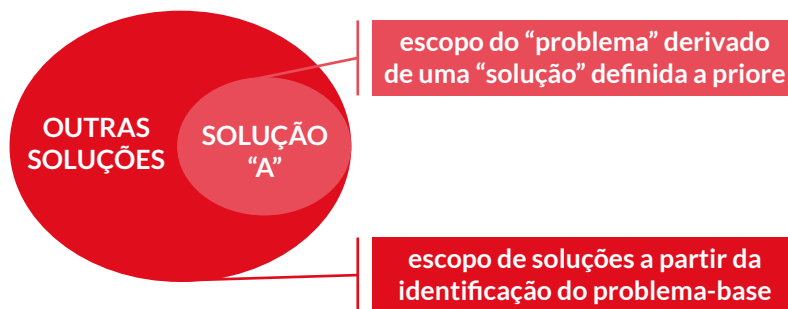 escopo do “problema” derivado
de uma “solução” definida a priore
OUTRAS
SOLUÇÕES
SOLUÇÃO
“A”
escopo de soluções a partir da
identificação do problema-base